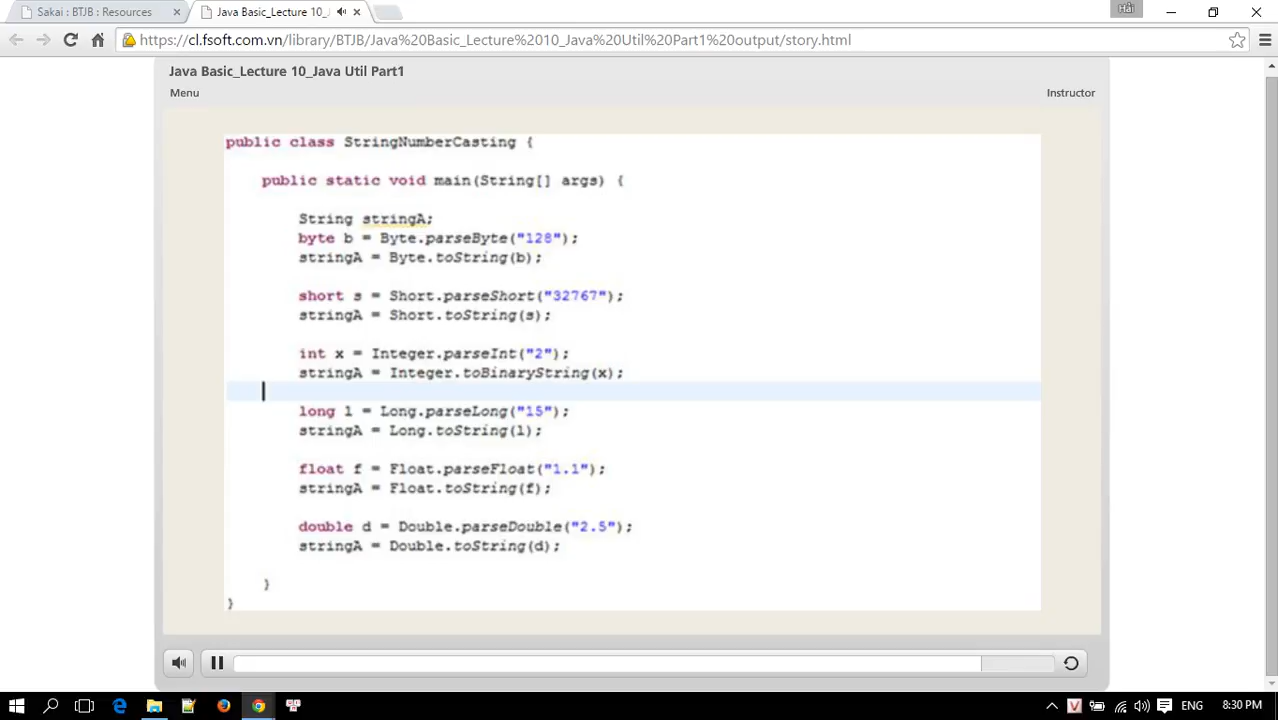 Sakai : BTJB : Resources
Java Basic_Lecture 10_J
Hải
https://cl.fsoft.com.vn/library/BTJB/Java%20Basic_Lecture%2010_Java%20Util%20Part1%20output/story.html
Java Basic_Lecture 10_Java Util Part1
Menu
Instructor
public class StringNumberCasting {
public static void main(String[] args) {
String stringA;
byte b = Byte.parseByte("128");
stringA = Byte.toString(b);
short s = Short.parseShort("32767");
stringA = Short.toString(s);
int x = Integer.parseInt("2");
stringA = Integer.toBinaryString(x);
long l = Long.parseLong("15");
stringA = Long.toString(l);
float f = Float.parseFloat("1.1");
stringA = Float.toString(f);
double d = Double.parseDouble("2.5");
stringA = Double.toString(d);
}
}
ENG
8:30 PM